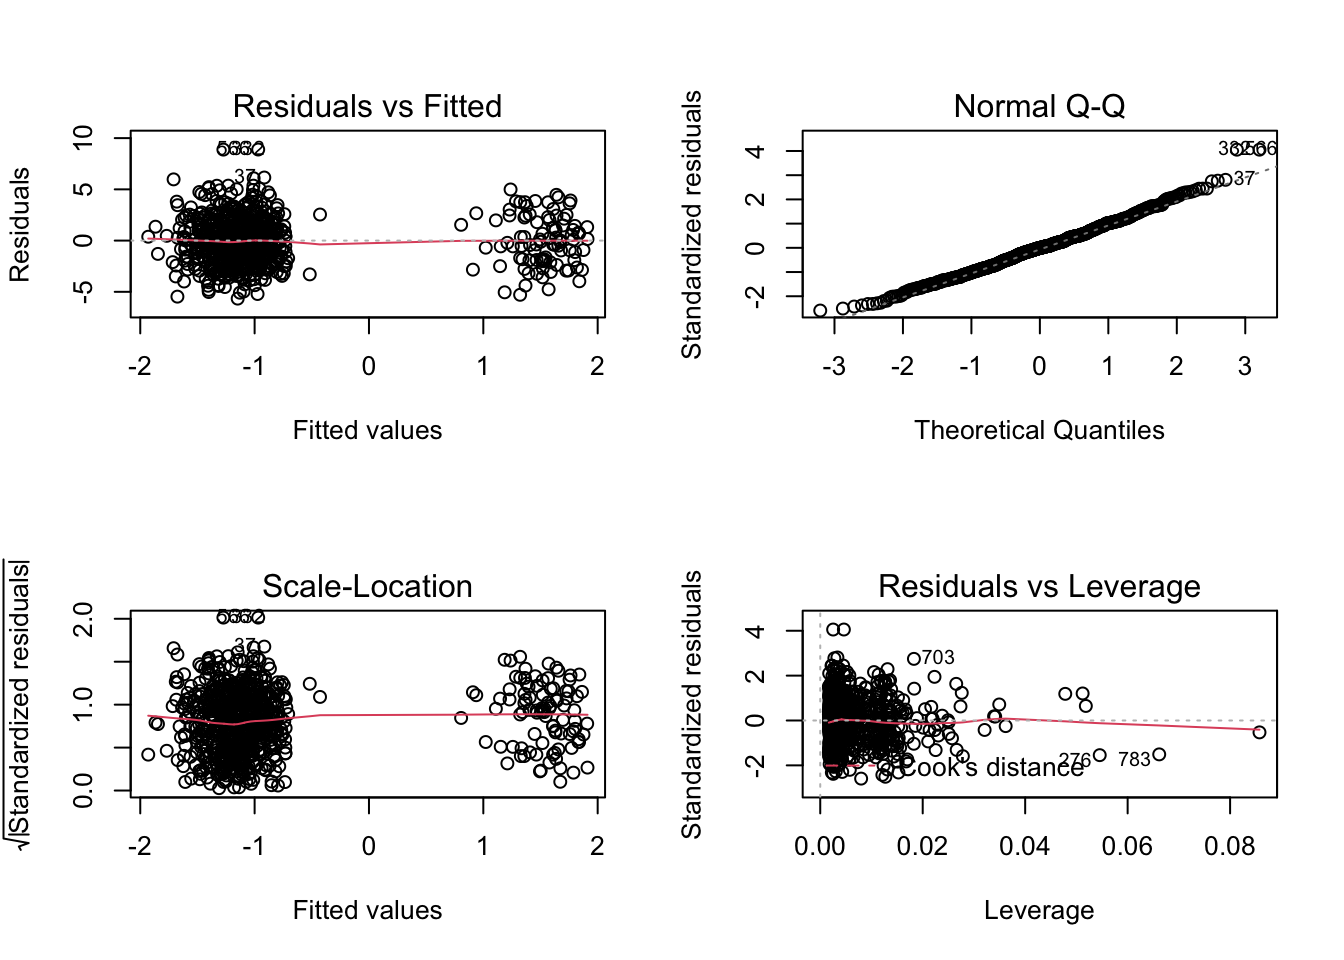 Residuals vs Fitted
Residuals
10
5
0
-5
37
-2 -1 0 1 2
Fitted values
Normal Q-Q
Standardized residuals
4
2
0
-2
37
-3 -2 -1 0 1 2 3
Theoretical Quantiles
Scale-Location
√|Standardized residuals|
2.0
1.0
0.0
37
-2 -1 0 1 2
Fitted values
Residuals vs Leverage
Standardized residuals
4
2
0
-2
703
276 783
Cook's distance
0.00 0.02 0.04 0.06 0.08
Leverage